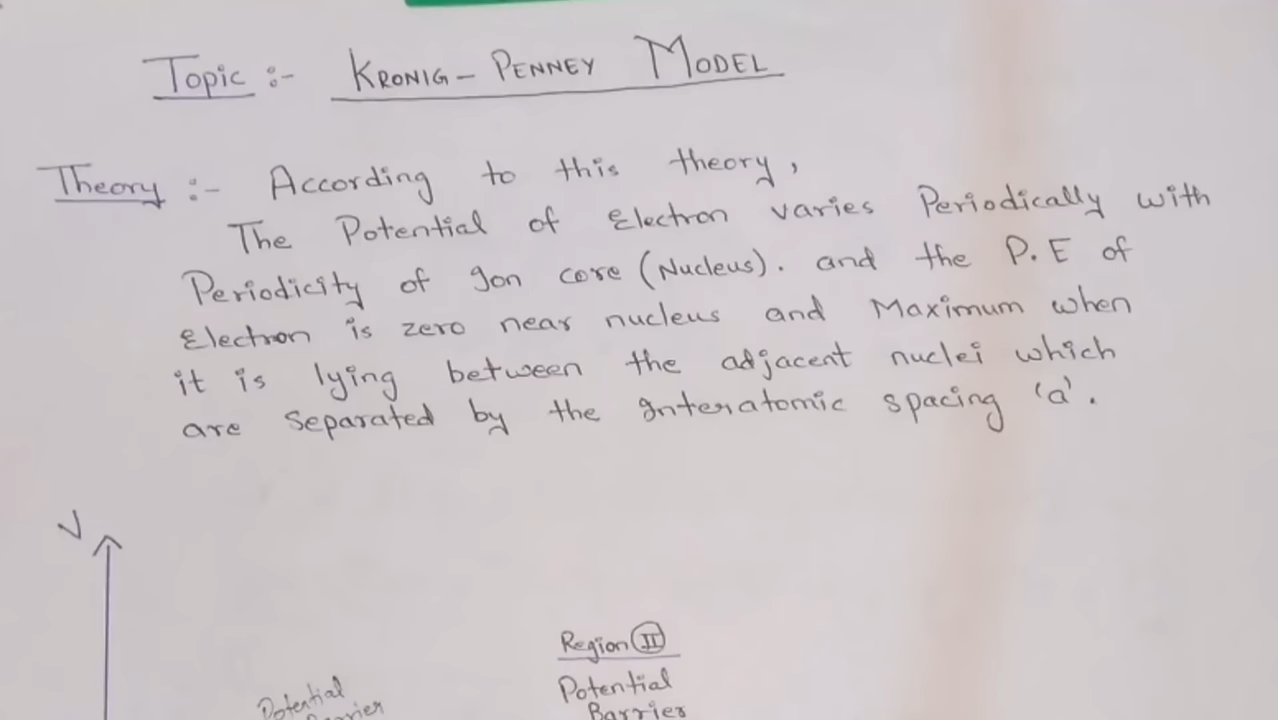 Topic :- KRONIG - PENNEY MODEL
Theory :- According to this theory,
The Potential of Electron varies Periodically with
Periodicity of Ion core (Nucleus). and the P.E of
Electron is zero near nucleus and Maximum when
it is lying between the adjacent nuclei which
are separated by the Interatomic spacing 'a'.
V
Region II
Potential
Barrier
Potential
Barrier